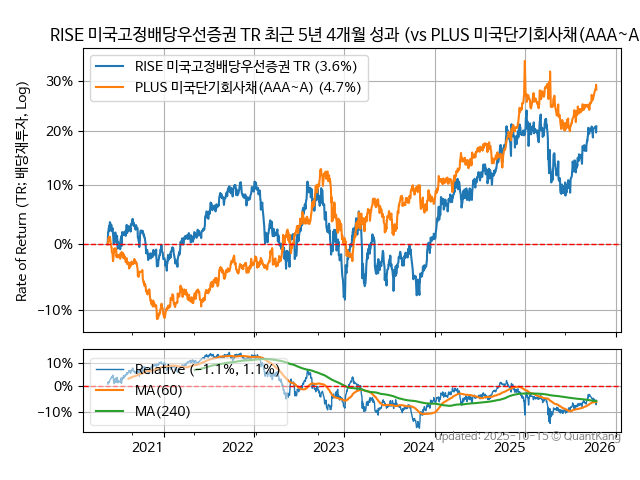 RISE 미국고정배당우선증권 TR 최근 5년 4개월 성과 (vs PLUS 미국단기회사채(AAA~A
Rate of Return (TR: 배당재투자, Log)
RISE 미국고정배당우선증권 TR (3.6%)
PLUS 미국단기회사채(AAA~A) (4.7%)
30%
20%
10%
0%
−10%
10%
0%
−10%
Relative (−1.1%, 1.1%)
MA(60)
MA(240)
2021 2022 2023 2024 2025 2026
Updated: 2025-10-15 © QuantKang